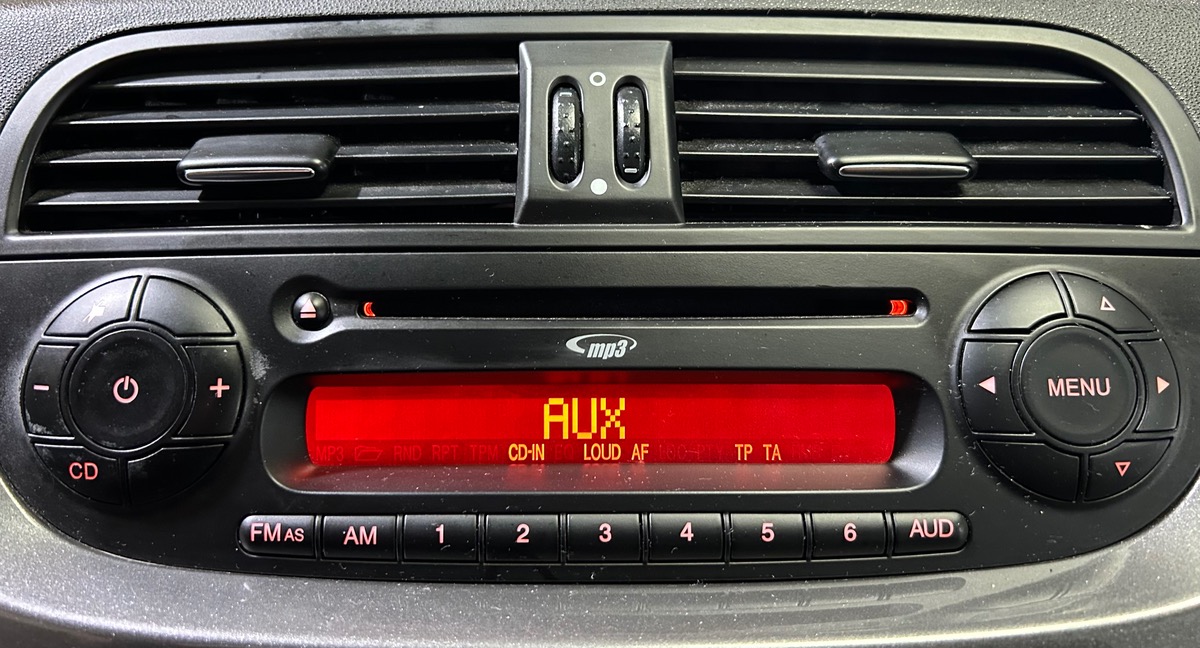 mp3
AUX
MP3 RND RPT TPM CD-IN EQ LOUD AF TP TA
− +
MENU
CD
FM AS AM 1 2 3 4 5 6 AUD